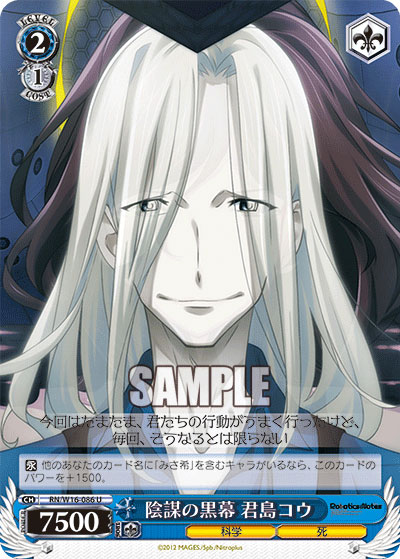 LEVEL
2
1
COST
SAMPLE
今回はたまたま、君たちの行動がうまく行ったけど、
毎回、そうなるとは限らない
永 他のあなたのカード名に「みさ希」を含むキャラがいるなら、このカードの
パワーを+1500。
CH RN/W16-086 U
陰謀の黒幕 君島コウ
Robotics;Notes
7500
科学 死
©2012 MAGES./5pb./Nitroplus